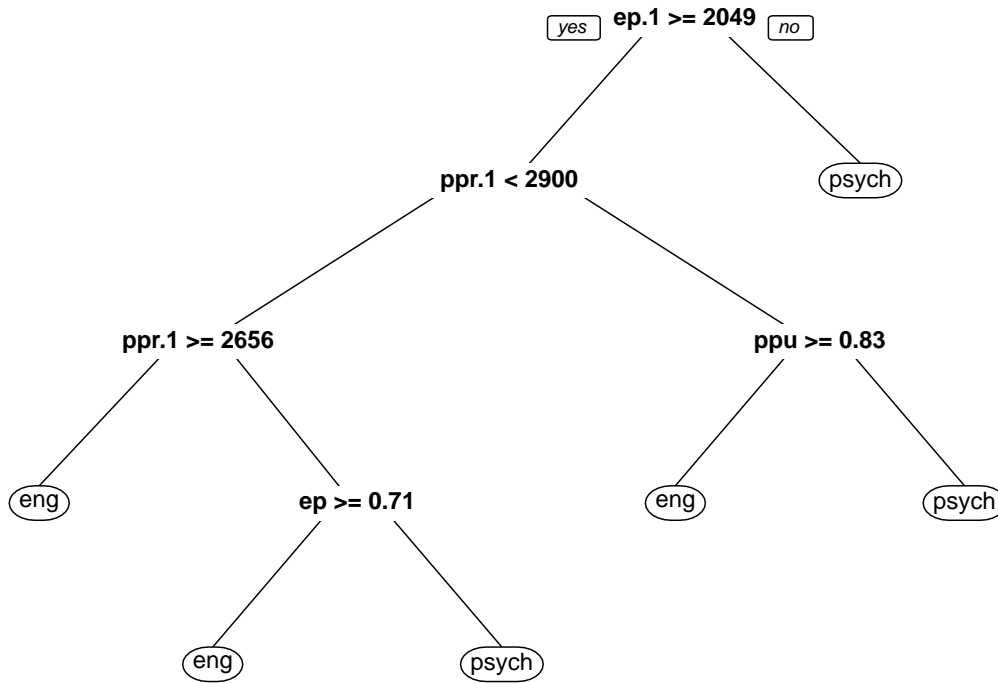 yes ep.1 >= 2049 no
ppr.1 < 2900 psych
ppr.1 >= 2656 ppu >= 0.83
eng ep >= 0.71 eng psych
eng psych